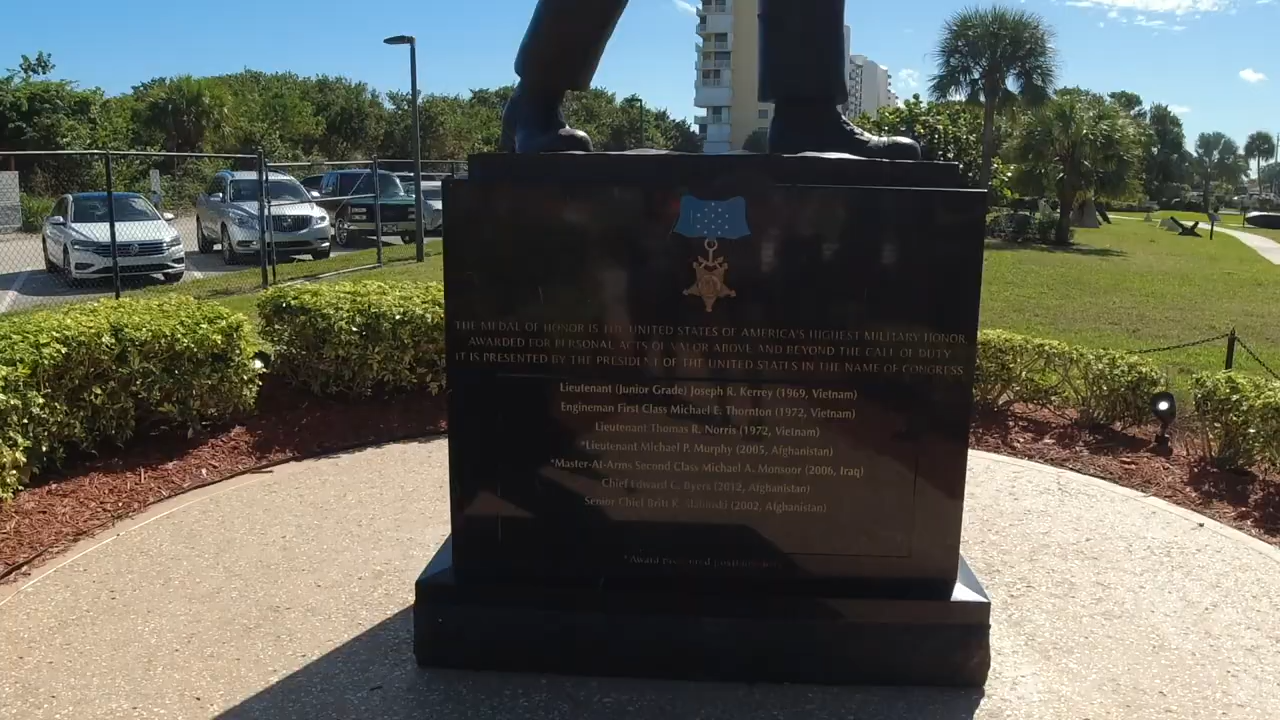 THE MEDAL OF HONOR IS THE UNITED STATES OF AMERICA'S HIGHEST MILITARY HONOR
AWARDED FOR PERSONAL ACTS OF VALOR ABOVE AND BEYOND THE CALL OF DUTY
IT IS PRESENTED BY THE PRESIDENT OF THE UNITED STATES IN THE NAME OF CONGRESS
Lieutenant (Junior Grade) Joseph R. Kerrey (1969, Vietnam)
Engineman First Class Michael E. Thornton (1972, Vietnam)
Lieutenant Thomas R. Norris (1972, Vietnam)
*Lieutenant Michael P. Murphy (2005, Afghanistan)
*Master-At-Arms Second Class Michael A. Monsoor (2006, Iraq)
Chief Edward C. Byers (2012, Afghanistan)
Senior Chief Britt K. Slabinski (2002, Afghanistan)
*Award presented posthumously